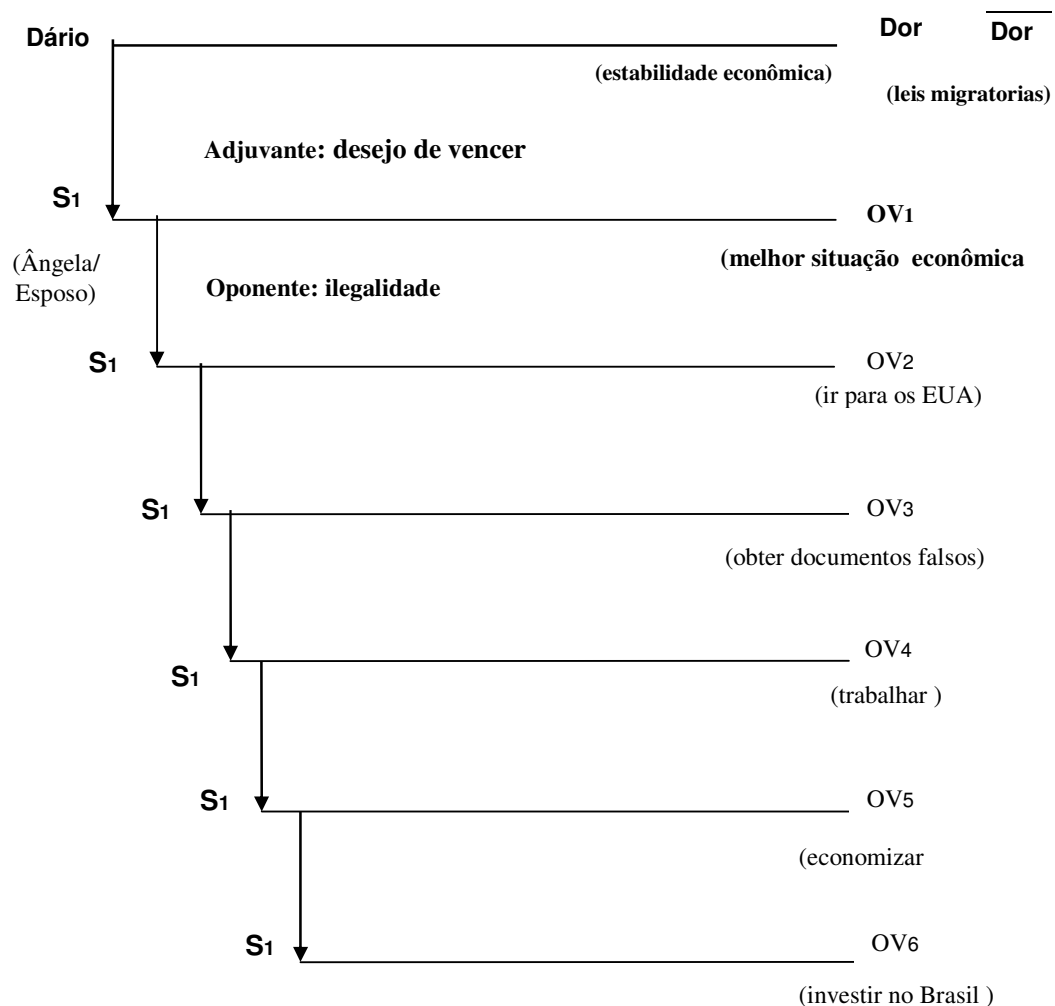 Dário Dor Dor
(estabilidade econômica)
(leis migratorias)
Adjuvante: desejo de vencer
S1 OV1
(Ângela/ (melhor situação econômica
Esposo) Oponente: ilegalidade
S1 OV2
(ir para os EUA)
S1 OV3
(obter documentos falsos)
S1 OV4
(trabalhar )
S1 OV5
(economizar
S1 OV6
(investir no Brasil )